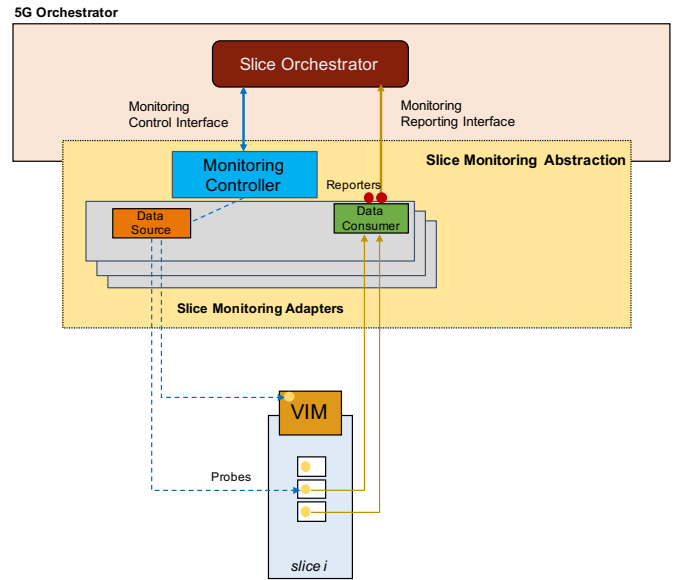 5G Orchestrator
Slice Orchestrator
Monitoring
Control Interface
Monitoring
Reporting Interface
Monitoring
Controller
Slice Monitoring Abstraction
Reporters
Data
Source
Data
Consumer
Slice Monitoring Adapters
VIM
Probes
slice i